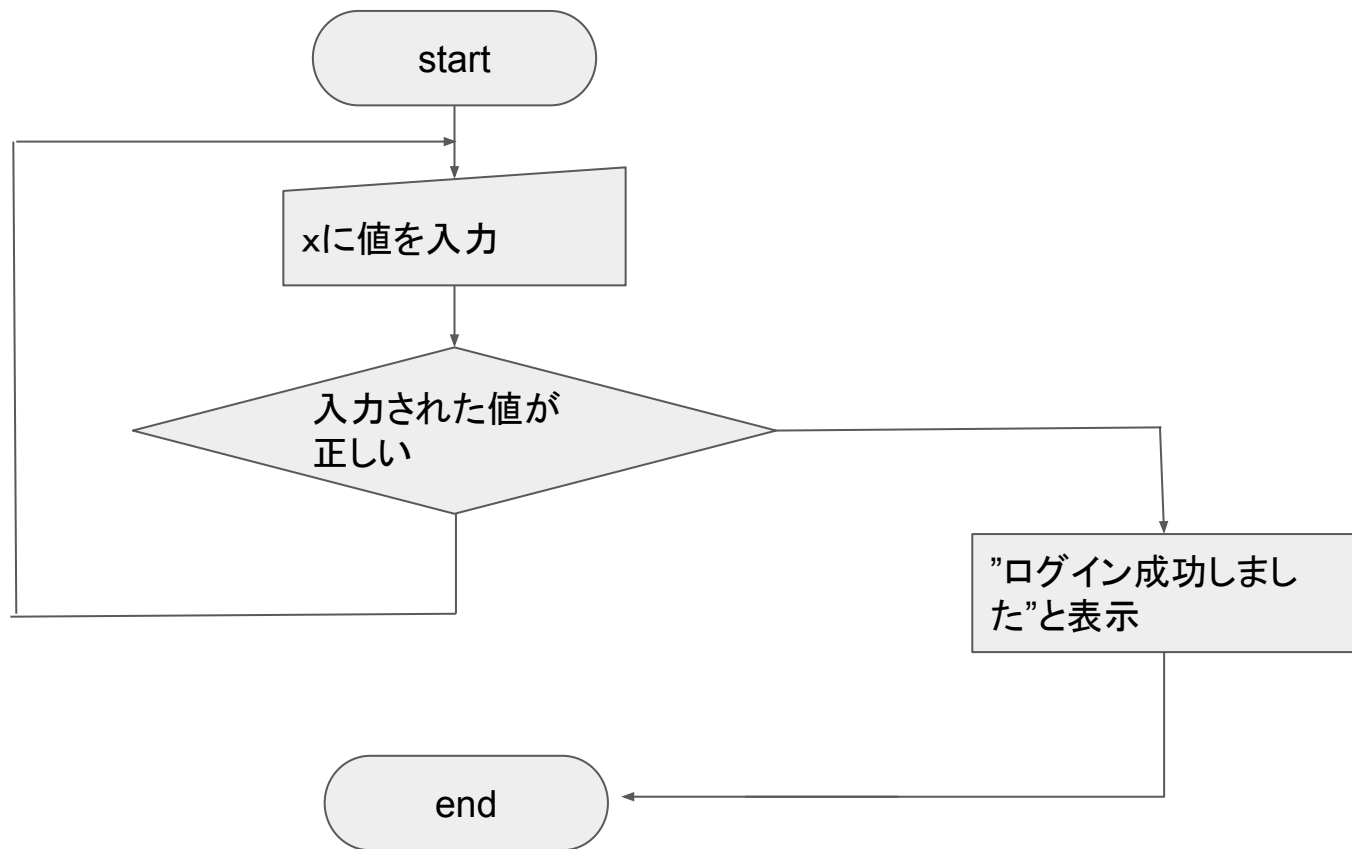 start
xに値を入力
入力された値が
正しい
”ログイン成功しまし
た”と表示
end